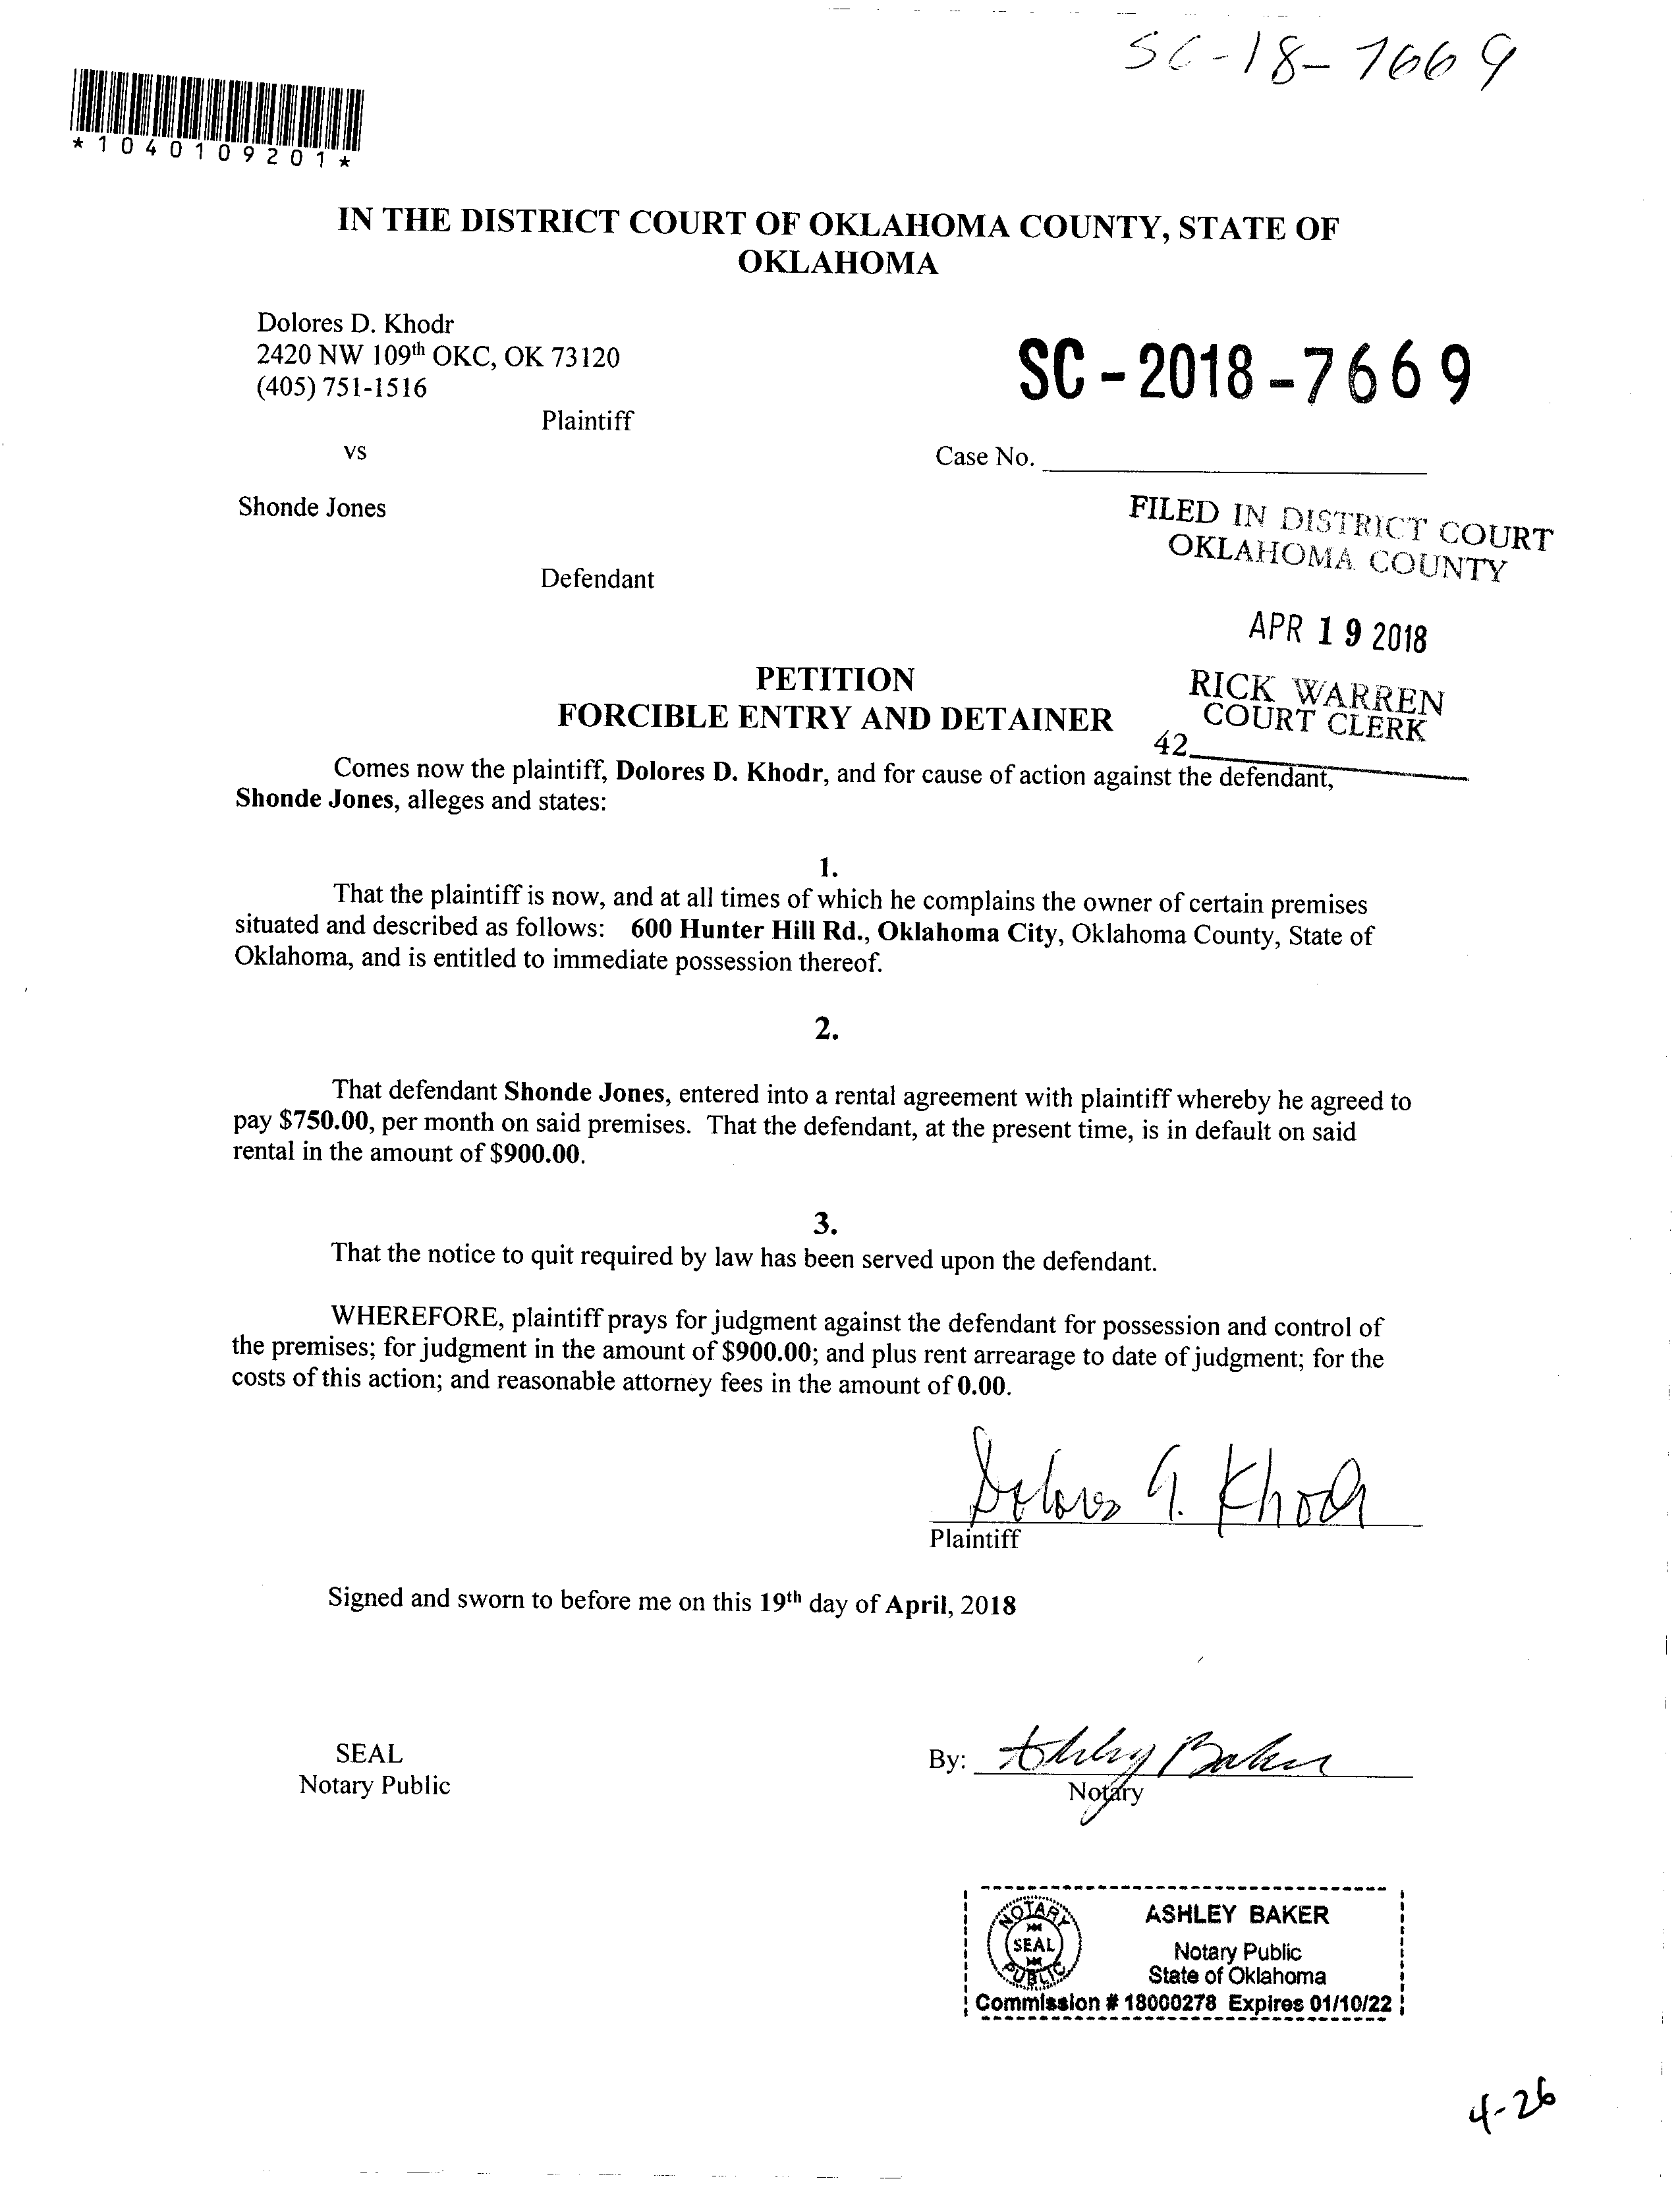 SC-18-7669
*1040109201*
IN THE DISTRICT COURT OF OKLAHOMA COUNTY, STATE OF
OKLAHOMA
Dolores D. Khodr
2420 NW 109th OKC, OK 73120
(405) 751-1516
Plaintiff
SC-2018-7669
vs
Case No.
Shonde Jones
FILED IN DISTRICT COURT
OKLAHOMA COUNTY
Defendant
APR 19 2018
RICK WARREN
COURT CLERK
42
PETITION
FORCIBLE ENTRY AND DETAINER
Comes now the plaintiff, Dolores D. Khodr, and for cause of action against the defendant,
Shonde Jones, alleges and states:
1.
That the plaintiff is now, and at all times of which he complains the owner of certain premises
situated and described as follows: 600 Hunter Hill Rd., Oklahoma City, Oklahoma County, State of
Oklahoma, and is entitled to immediate possession thereof.
2.
That defendant Shonde Jones, entered into a rental agreement with plaintiff whereby he agreed to
pay $750.00, per month on said premises. That the defendant, at the present time, is in default on said
rental in the amount of $900.00.
3.
That the notice to quit required by law has been served upon the defendant.
WHEREFORE, plaintiff prays for judgment against the defendant for possession and control of
the premises; for judgment in the amount of $900.00; and plus rent arrearage to date of judgment; for the
costs of this action; and reasonable attorney fees in the amount of 0.00.
Dolores G. Khodr
Plaintiff
Signed and sworn to before me on this 19th day of April, 2018
SEAL
Notary Public
By: Ashley Baker
Notary
NOTARY
SEAL
PUBLIC
ASHLEY BAKER
Notary Public
State of Oklahoma
Commission # 18000278 Expires 01/10/22
4-26